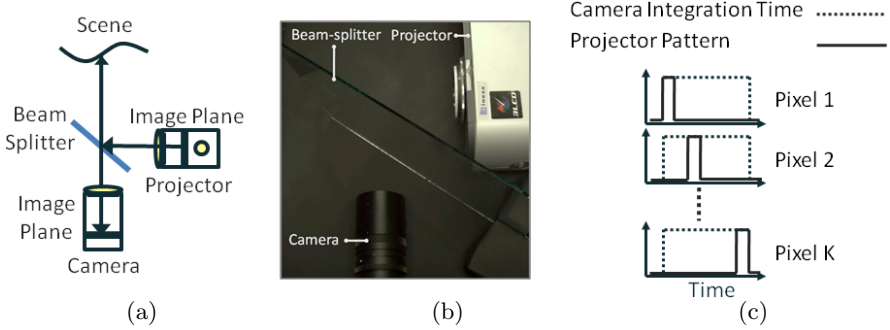 Scene
Beam Splitter
Image Plane
Projector
Image Plane
Camera
(a)
Beam-splitter
Projector
Camera
(b)
Camera Integration Time
Projector Pattern
Pixel 1
Pixel 2
Pixel K
Time
(c)